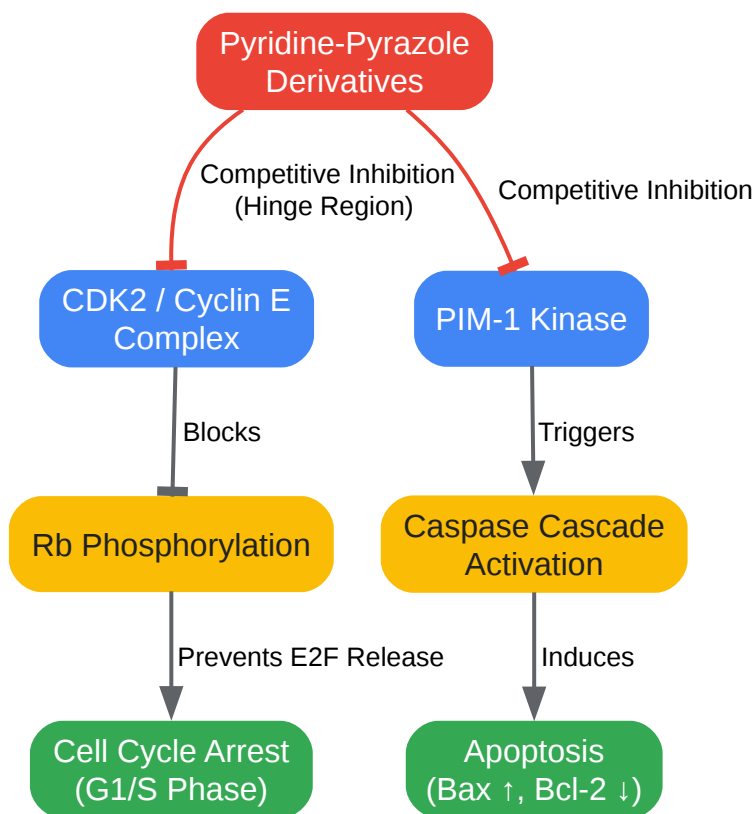 Pyridine-Pyrazole
Derivatives
Competitive Inhibition
(Hinge Region)
Competitive Inhibition
CDK2 / Cyclin E
Complex
PIM-1 Kinase
Blocks
Triggers
Rb Phosphorylation
Caspase Cascade
Activation
Prevents E2F Release
Induces
Cell Cycle Arrest
(G1/S Phase)
Apoptosis
(Bax ↑, Bcl-2 ↓)